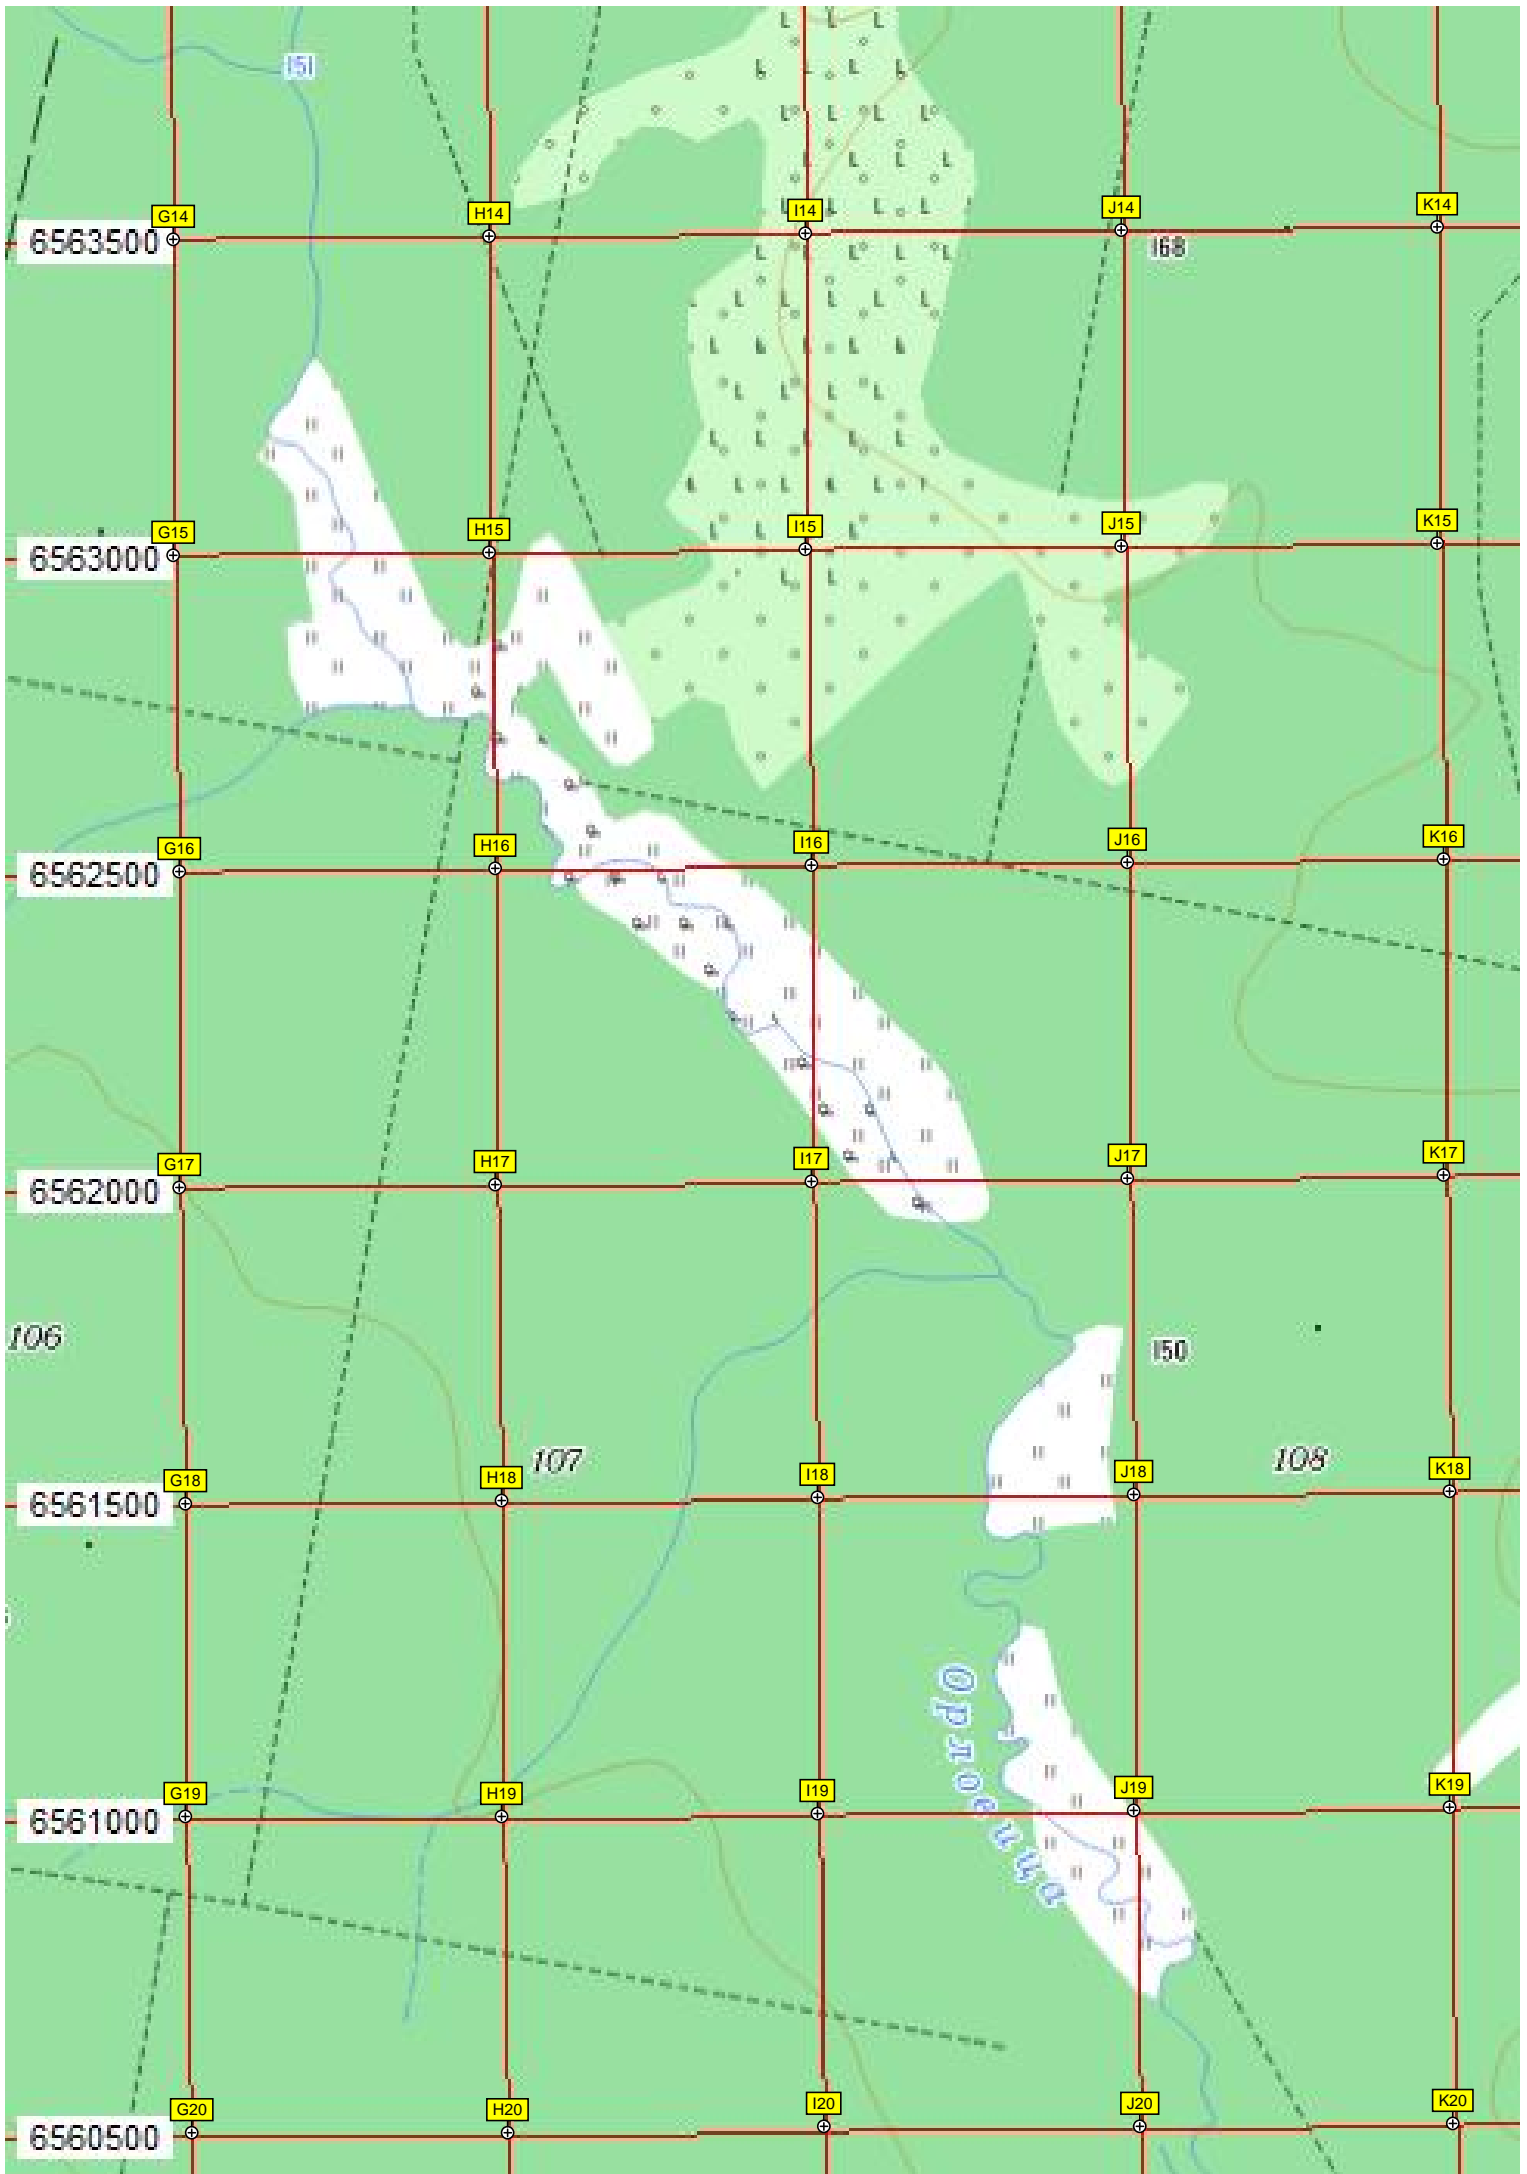 151
G14 H14 I14 J14 K14
6563500
168
G15 H15 I15 J15 K15
6563000
G16 H16 I16 J16 K16
6562500
G17 H17 I17 J17 K17
6562000
106
150
107
108
G18 H18 I18 J18 K18
6561500
Орловица
G19 H19 I19 J19 K19
6561000
G20 H20 I20 J20 K20
6560500